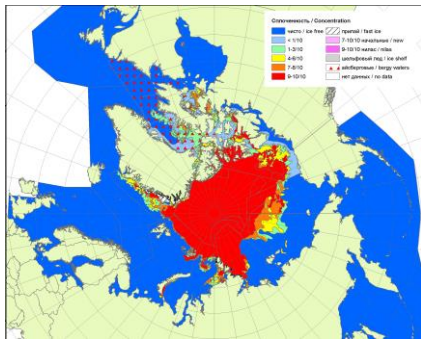 Сплоченность / Concentration
чисто / ice free
< 1/10
1-3/10
4-6/10
7-8/10
9-10/10
припай / fast ice
7-10/10 начальных / new
9-10/10 нилас / nilas
шельфовый лед / ice shelf
айсберговые / bergy waters
нет данных / no data